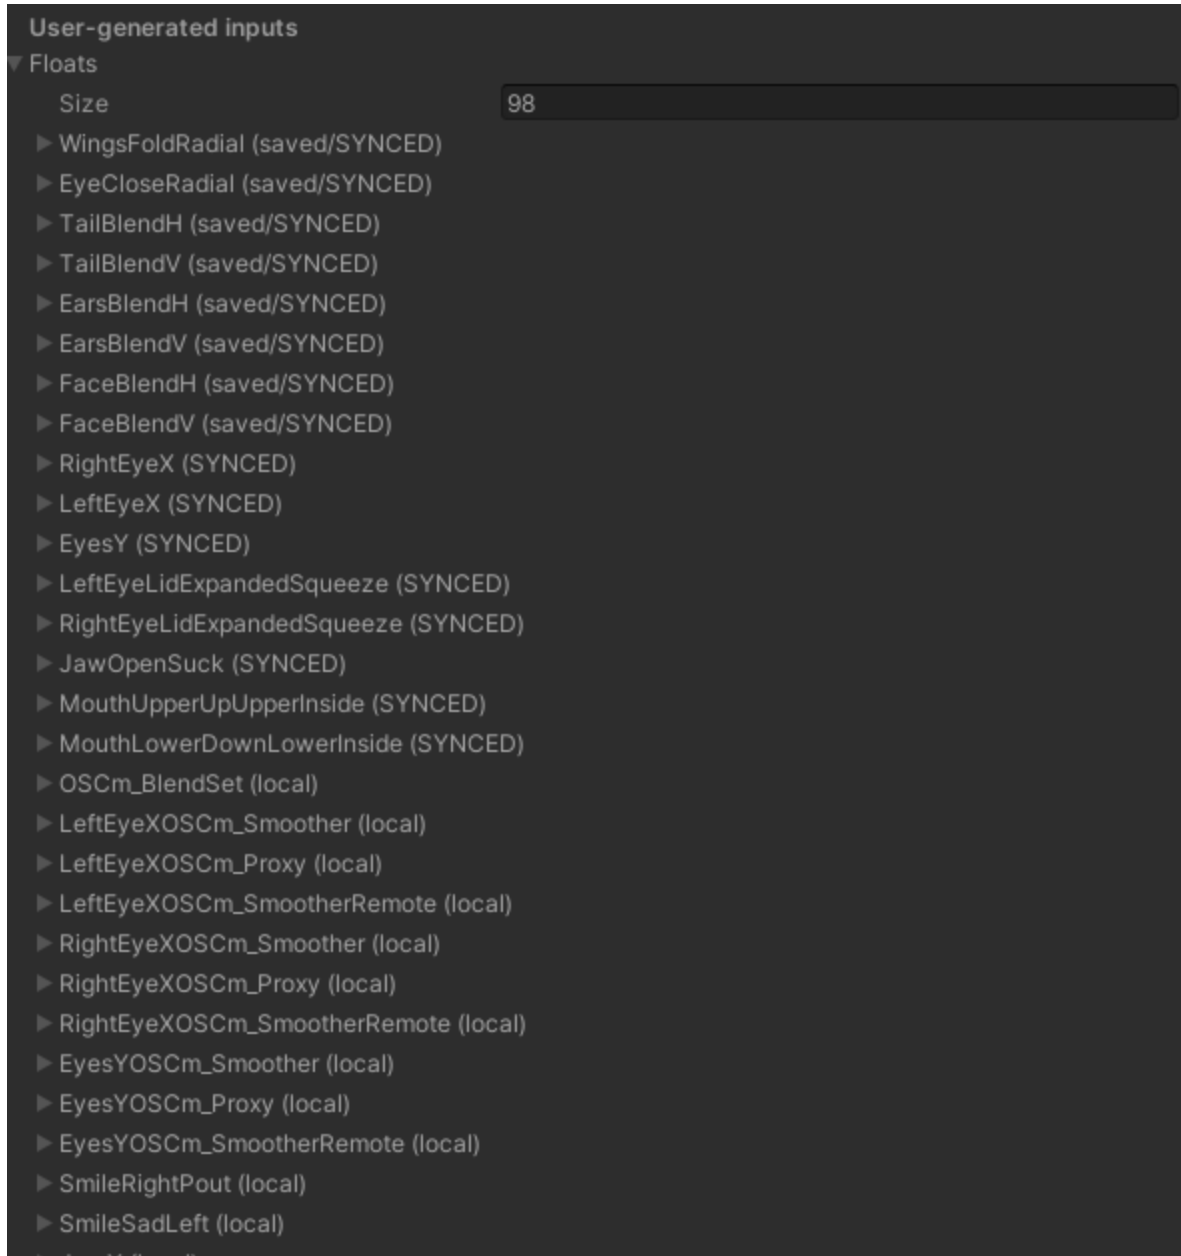 User-generated inputs
Floats
Size 98
WingsFoldRadial (saved/SYNCED)
EyeCloseRadial (saved/SYNCED)
TailBlendH (saved/SYNCED)
TailBlendV (saved/SYNCED)
EarsBlendH (saved/SYNCED)
EarsBlendV (saved/SYNCED)
FaceBlendH (saved/SYNCED)
FaceBlendV (saved/SYNCED)
RightEyeX (SYNCED)
LeftEyeX (SYNCED)
EyesY (SYNCED)
LeftEyeLidExpandedSqueeze (SYNCED)
RightEyeLidExpandedSqueeze (SYNCED)
JawOpenSuck (SYNCED)
MouthUpperUpUpperInside (SYNCED)
MouthLowerDownLowerInside (SYNCED)
OSCm_BlendSet (local)
LeftEyeXOSCm_Smoother (local)
LeftEyeXOSCm_Proxy (local)
LeftEyeXOSCm_SmootherRemote (local)
RightEyeXOSCm_Smoother (local)
RightEyeXOSCm_Proxy (local)
RightEyeXOSCm_SmootherRemote (local)
EyesYOSCm_Smoother (local)
EyesYOSCm_Proxy (local)
EyesYOSCm_SmootherRemote (local)
SmileRightPout (local)
SmileSadLeft (local)